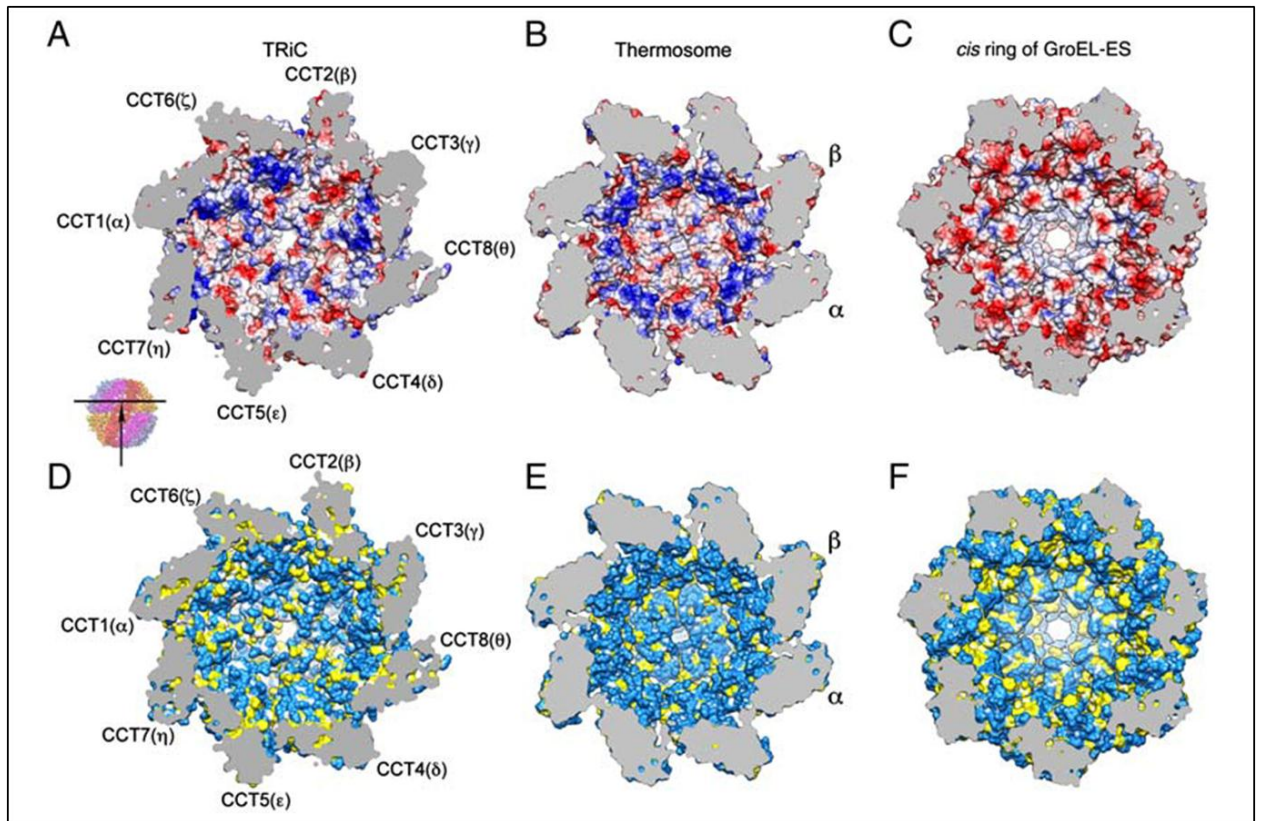 A
TRiC
CCT2(β)
CCT6(ζ)
CCT3(γ)
CCT1(α)
CCT8(θ)
CCT7(η)
CCT4(δ)
CCT5(ε)
B
Thermosome
β
α
C
cis ring of GroEL-ES
D
CCT2(β)
CCT6(ζ)
CCT3(γ)
CCT1(α)
CCT8(θ)
CCT7(η)
CCT4(δ)
CCT5(ε)
E
β
α
F